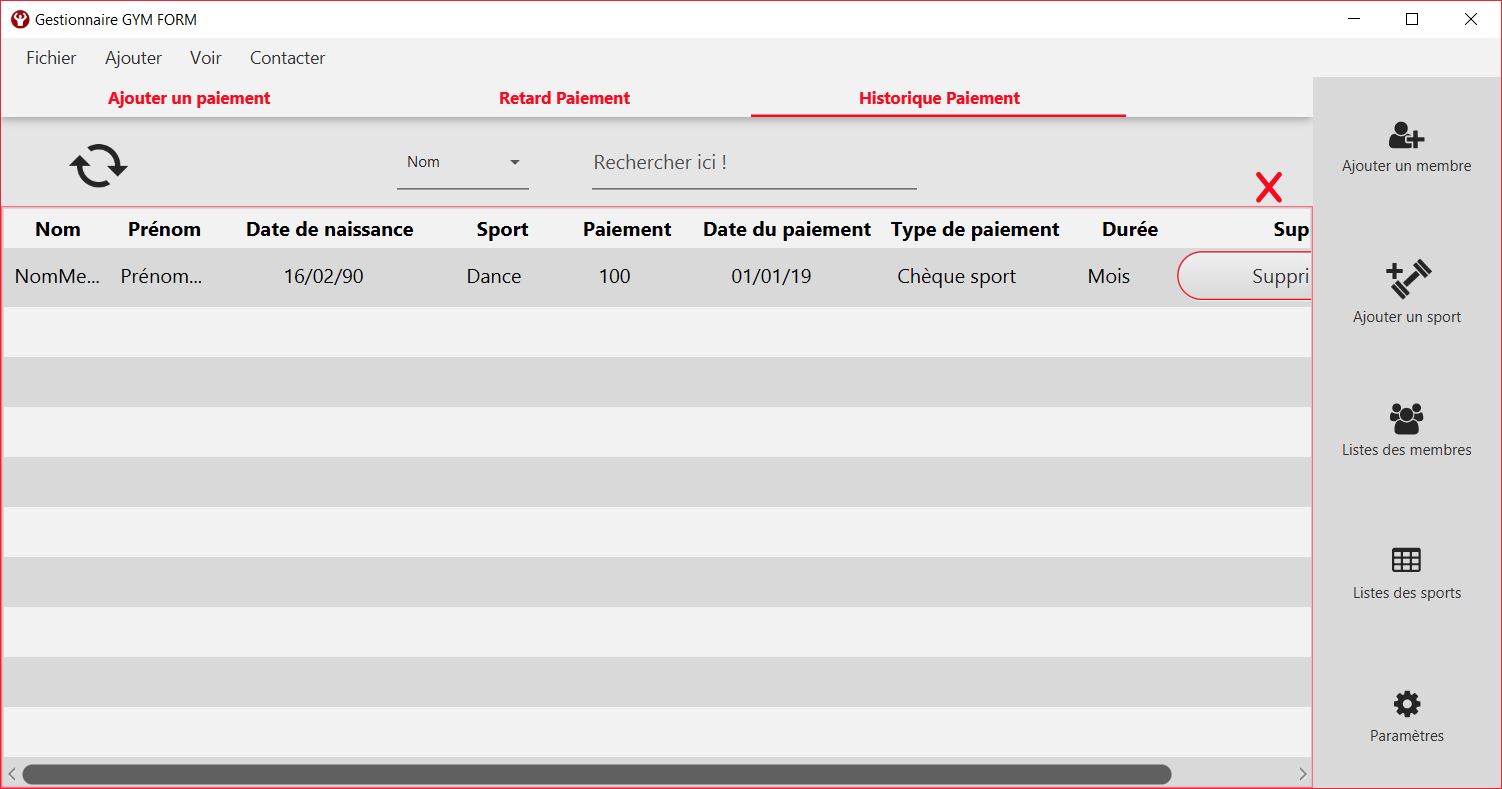 Gestionnaire GYM FORM
Fichier Ajouter Voir Contacter
Ajouter un paiement Retard Paiement Historique Paiement
Nom Rechercher ici !
Nom Prénom Date de naissance Sport Paiement Date du paiement Type de paiement Durée Sup
NomMe... Prénom... 16/02/90 Dance 100 01/01/19 Chèque sport Mois Suppri
Ajouter un membre
Ajouter un sport
Listes des membres
Listes des sports
Paramètres